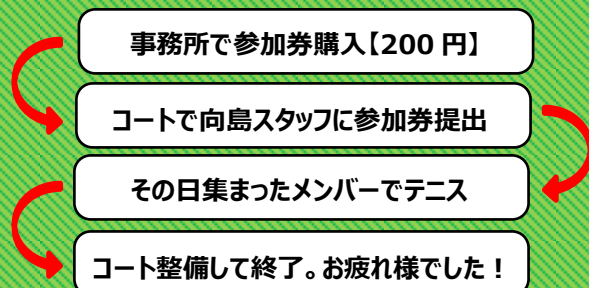 事務所で参加券購入【200 円】
コートで向島スタッフに参加券提出
その日集まったメンバーでテニス
コート整備して終了。お疲れ様でした！